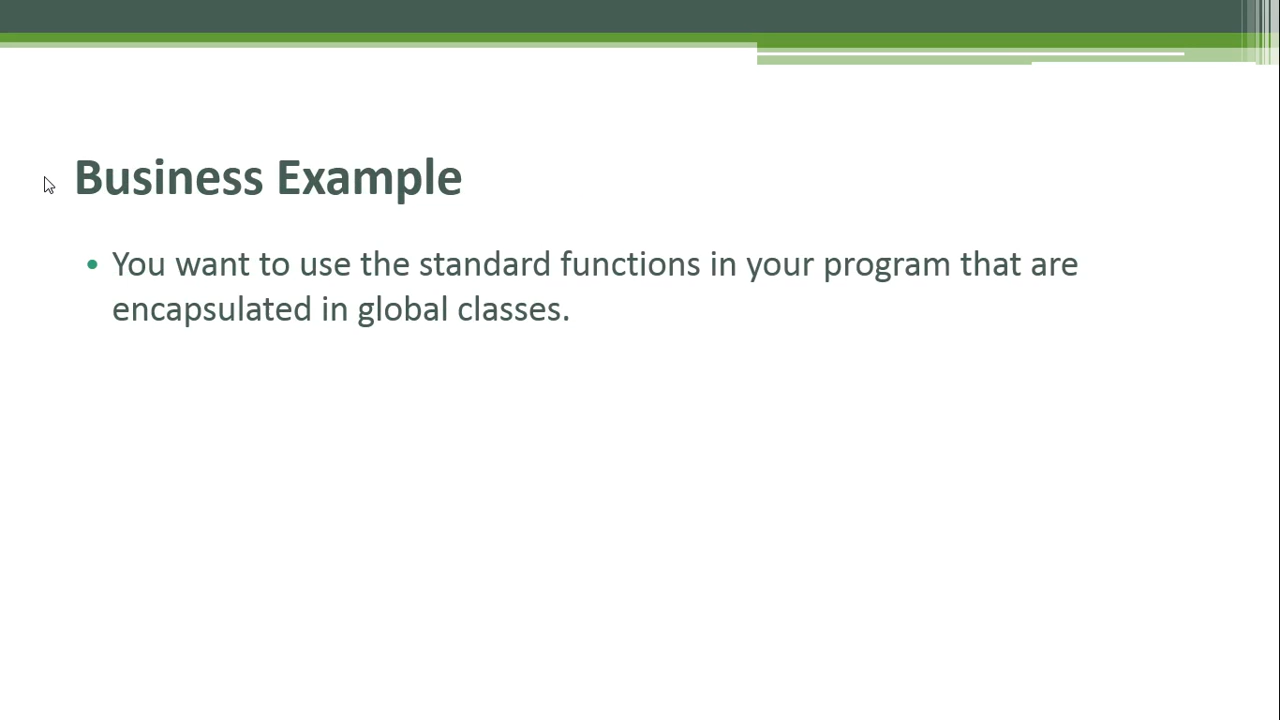 Business Example
• You want to use the standard functions in your program that are
encapsulated in global classes.